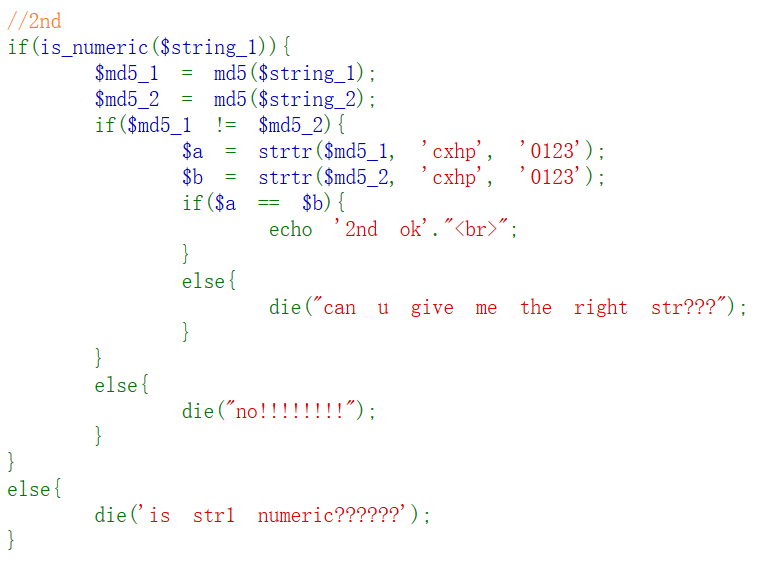 //2nd
if(is_numeric($string_1)){
        $md5_1  =  md5($string_1);
        $md5_2  =  md5($string_2);
        if($md5_1  !=  $md5_2){
                $a  =  strtr($md5_1,  'cxhp',  '0123');
                $b  =  strtr($md5_2,  'cxhp',  '0123');
                if($a  ==  $b){
                        echo  '2nd  ok'."<br>";
                }
                else{
                        die("can  u  give  me  the  right  str???");
                }
        }
        else{
                die("no!!!!!!!!");
        }
}
else{
        die('is  str1  numeric??????');
}